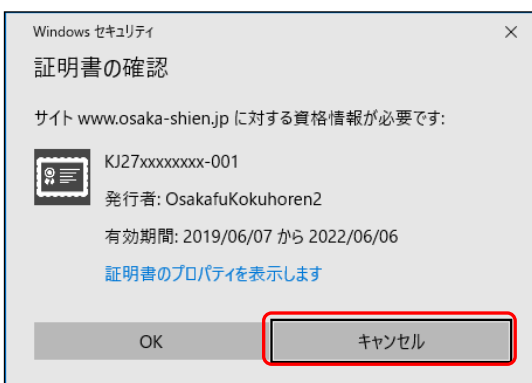 Windows セキュリティ
証明書の確認
サイト www.osaka-shien.jp に対する資格情報が必要です:
KJ27xxxxxxxx-001
発行者: OsakafuKokuhoren2
有効期間: 2019/06/07 から 2022/06/06
証明書のプロパティを表示します
OK
キャンセル